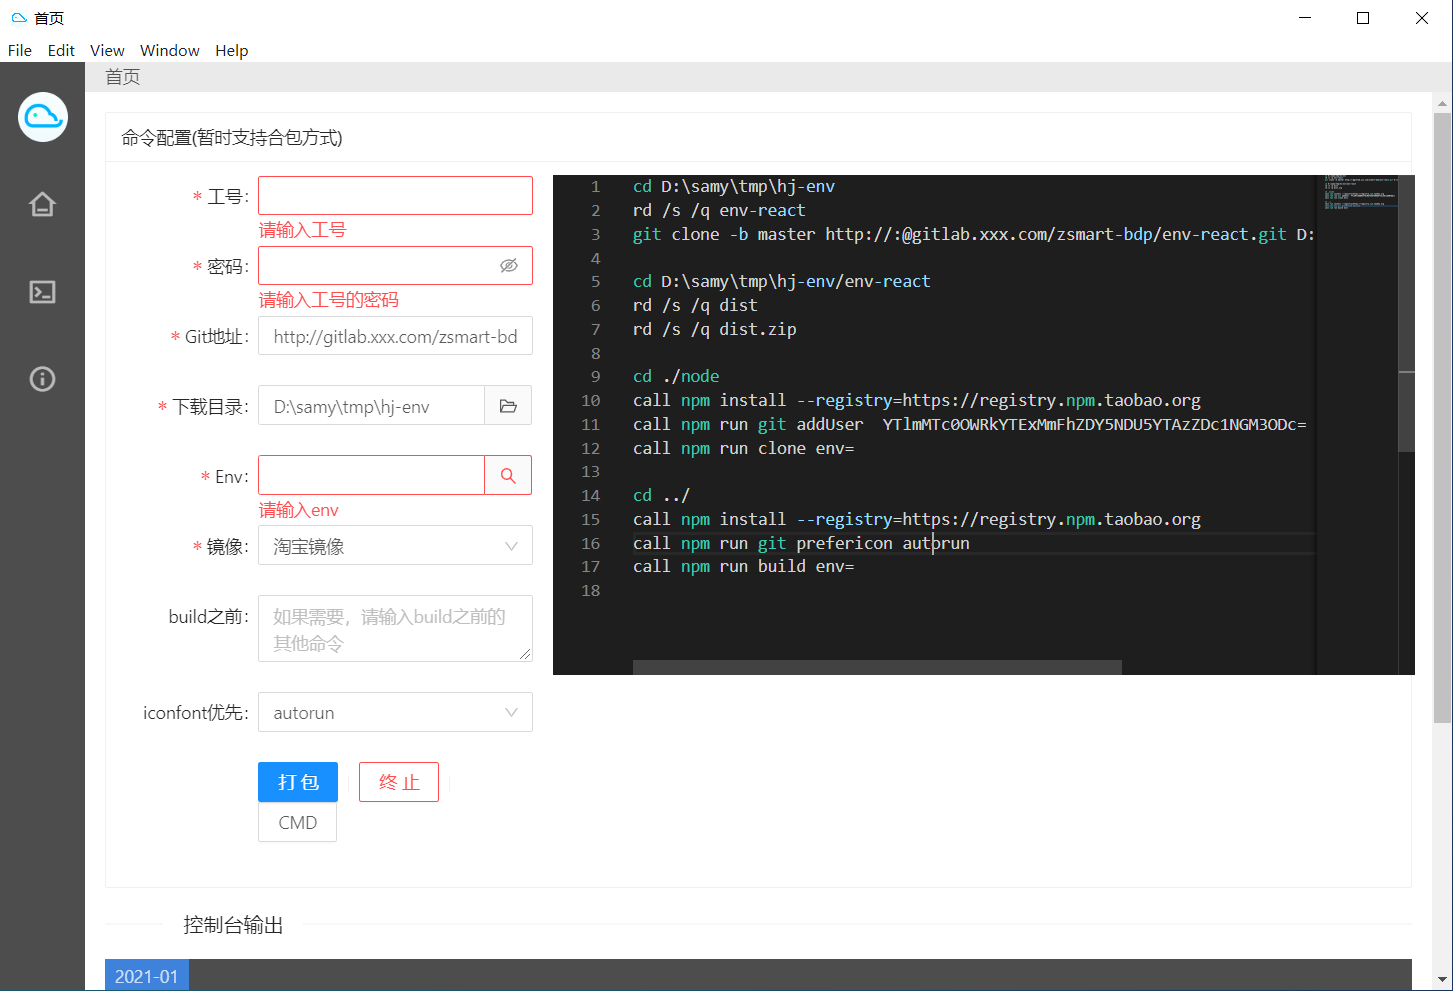 首页
File Edit View Window Help
首页
命令配置(暂时支持合包方式)
* 工号:
请输入工号
* 密码:
请输入工号的密码
* Git地址: http://gitlab.xxx.com/zsmart-bd
* 下载目录: D:\samy\tmp\hj-env
* Env:
请输入env
* 镜像: 淘宝镜像
build之前: 如果需要，请输入build之前的
其他命令
iconfont优先: autorun
打包 终止
CMD
1 cd D:\samy\tmp\hj-env
2 rd /s /q env-react
3 git clone -b master http://:@gitlab.xxx.com/zsmart-bdp/env-react.git D:
4
5 cd D:\samy\tmp\hj-env/env-react
6 rd /s /q dist
7 rd /s /q dist.zip
8
9 cd ./node
10 call npm install --registry=https://registry.npm.taobao.org
11 call npm run git addUser  YTlmMTc0OWRkYTExMmFhZDY5NDU5YTAzZDc1NGM3ODc=
12 call npm run clone env=
13
14 cd ../
15 call npm install --registry=https://registry.npm.taobao.org
16 call npm run git prefericon autorun
17 call npm run build env=
18
控制台输出
2021-01